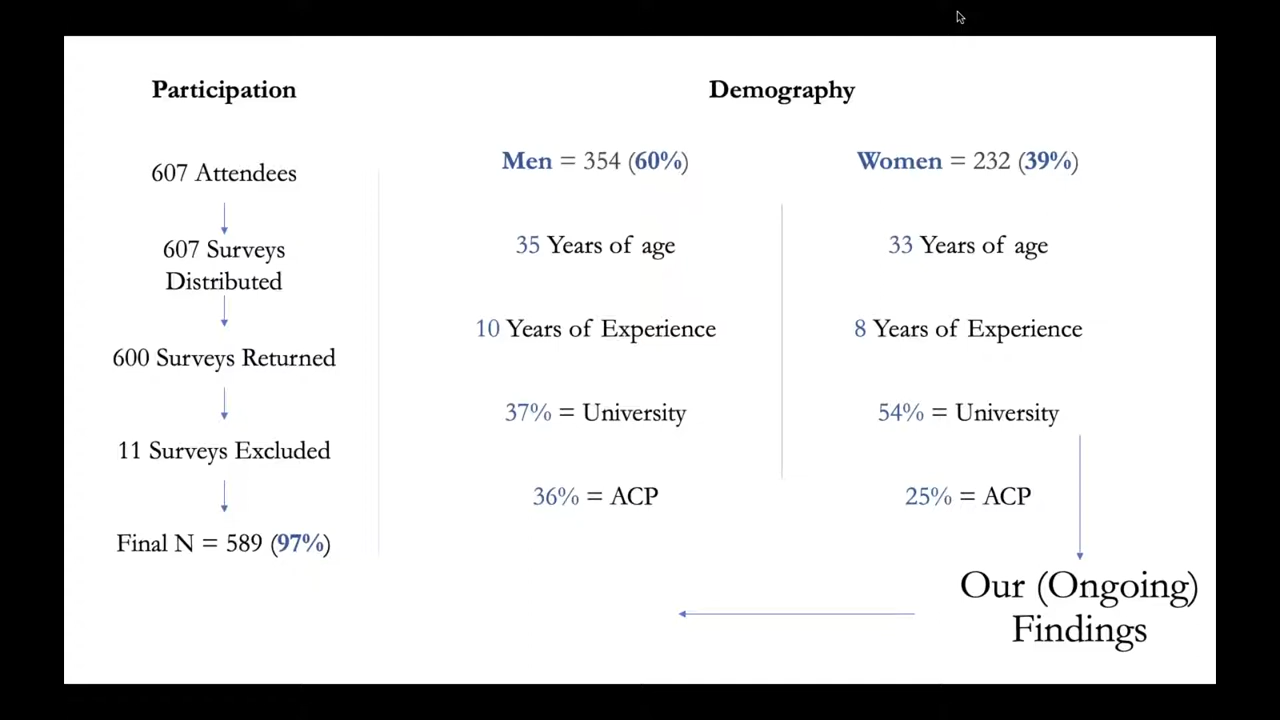 Participation
607 Attendees
607 Surveys
Distributed
600 Surveys Returned
11 Surveys Excluded
Final N = 589 (97%)
Demography
Men = 354 (60%)
35 Years of age
10 Years of Experience
37% = University
36% = ACP
Women = 232 (39%)
33 Years of age
8 Years of Experience
54% = University
25% = ACP
Our (Ongoing)
Findings